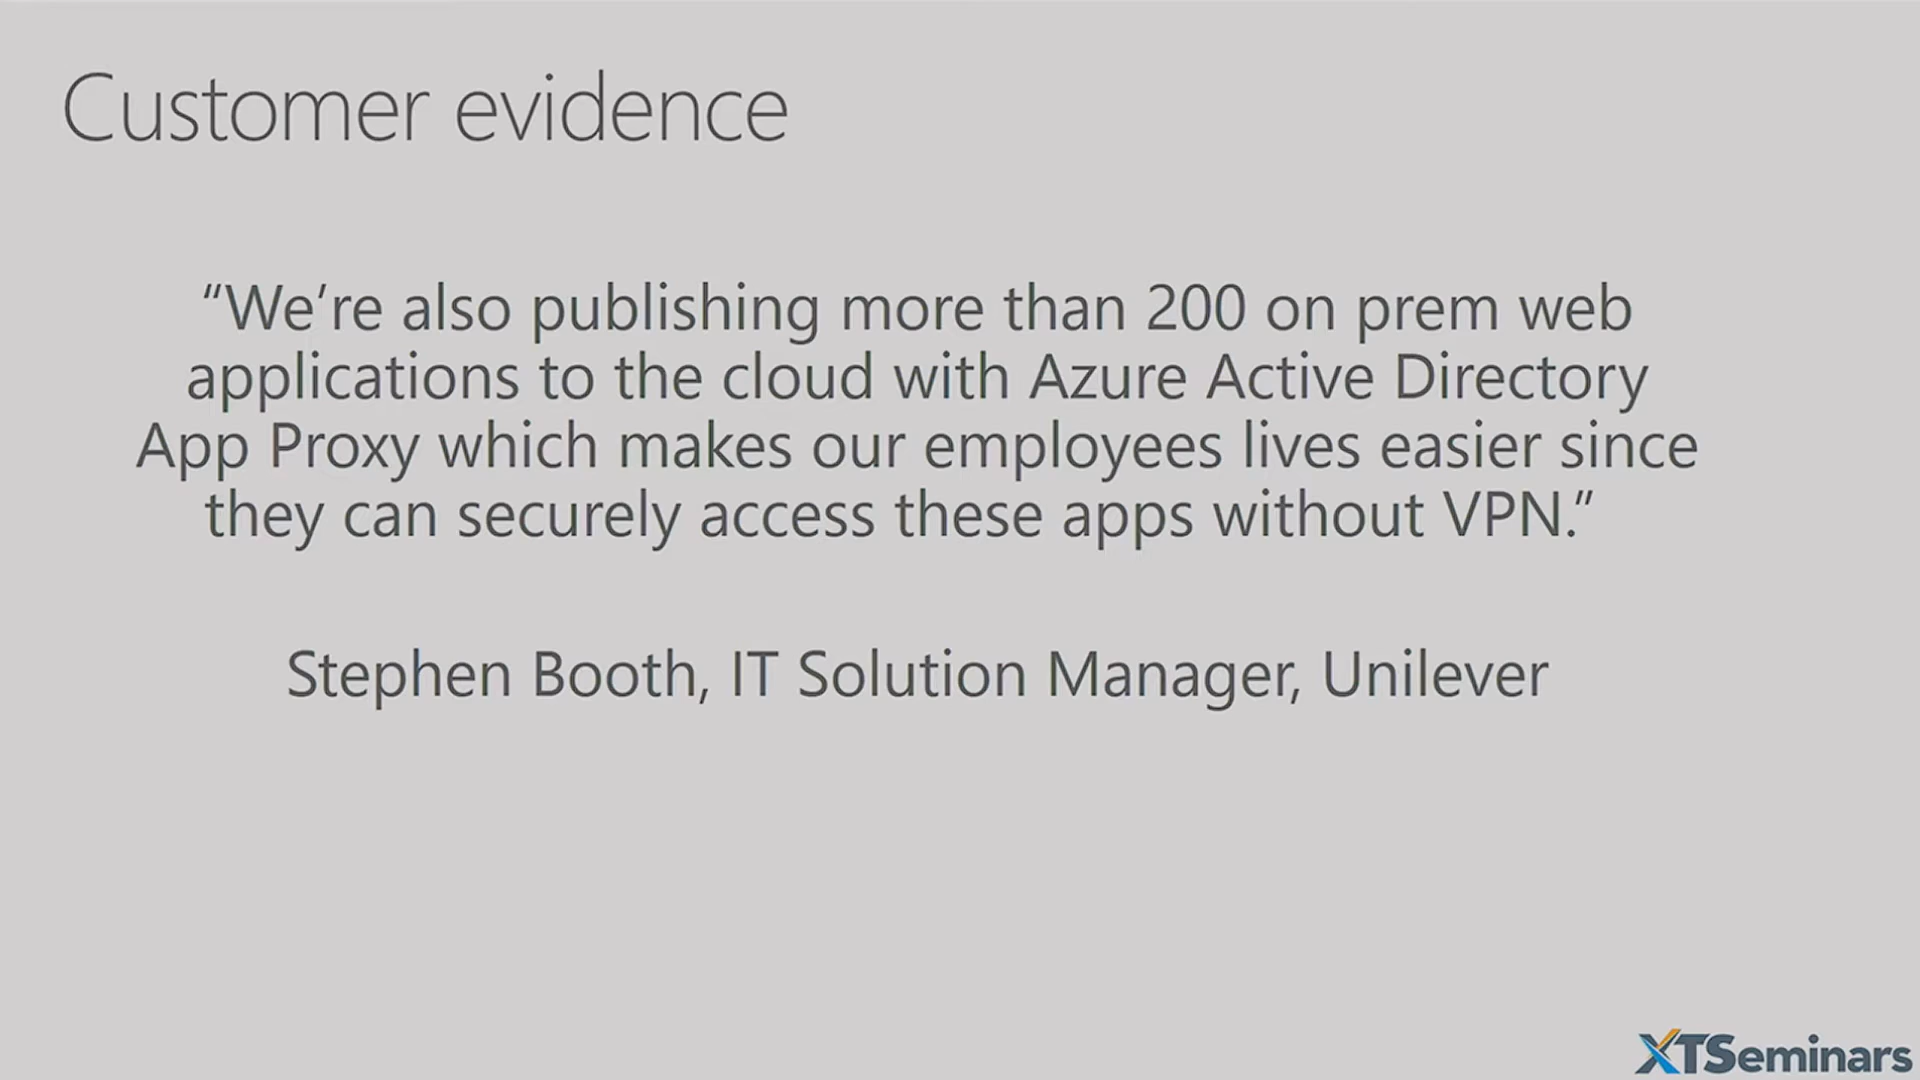 Customer evidence
“We’re also publishing more than 200 on prem web
applications to the cloud with Azure Active Directory
App Proxy which makes our employees lives easier since
they can securely access these apps without VPN.”
Stephen Booth, IT Solution Manager, Unilever
XTSeminars